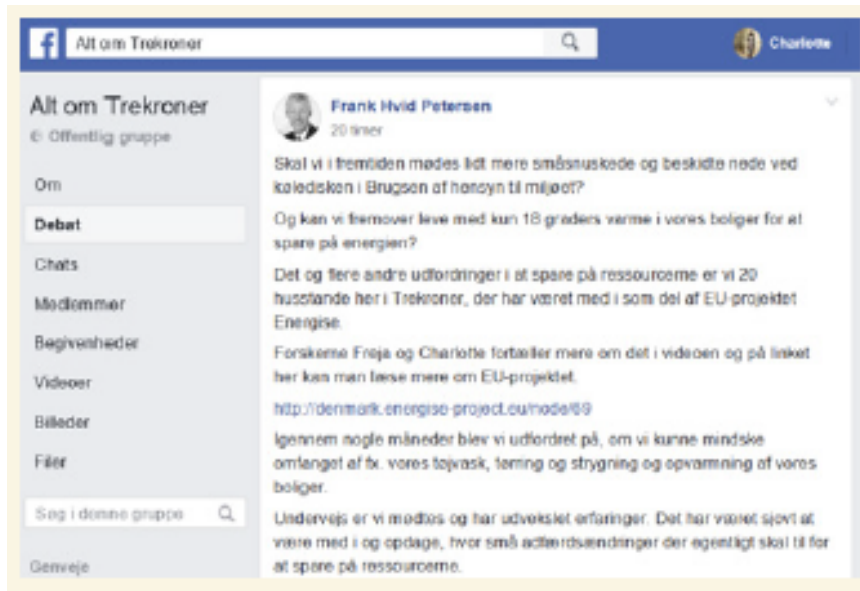 f Alt om Trekroner
Charlotte
Alt om Trekroner
Offentlig gruppe
Om
Debat
Chats
Medlemmer
Begivenheder
Videoer
Billeder
Filer
Søg i denne gruppe
Genveje
Frank Hvid Petersen
20 timer
Skal vi i fremtiden mødes lidt mere småsnuskede og beskidte nede ved
køledisken i Brugsen af hensyn til miljøet?
Og kan vi fremover leve med kun 18 graders varme i vores boliger for at
spare på energien?
Det og flere andre udfordringer i at spare på ressourcerne er vi 20
husstande her i Trekroner, der har været med i som del af EU-projektet
Energise.
Forskerne Freja og Charlotte fortæller mere om det i videoen og på linket
her kan man læse mere om EU-projektet.
http://denmark.energise-project.eu/node/69
Igennem nogle måneder blev vi udfordret på, om vi kunne mindske
omfanget af fx. vores tøjvask, tørring og strygning og opvarmning af vores
boliger.
Undervejs er vi mødtes og har udvekslet erfaringer. Det har været sjovt at
være med i og opdage, hvor små adfærdsændringer der egentligt skal til for
at spare på ressourcerne.